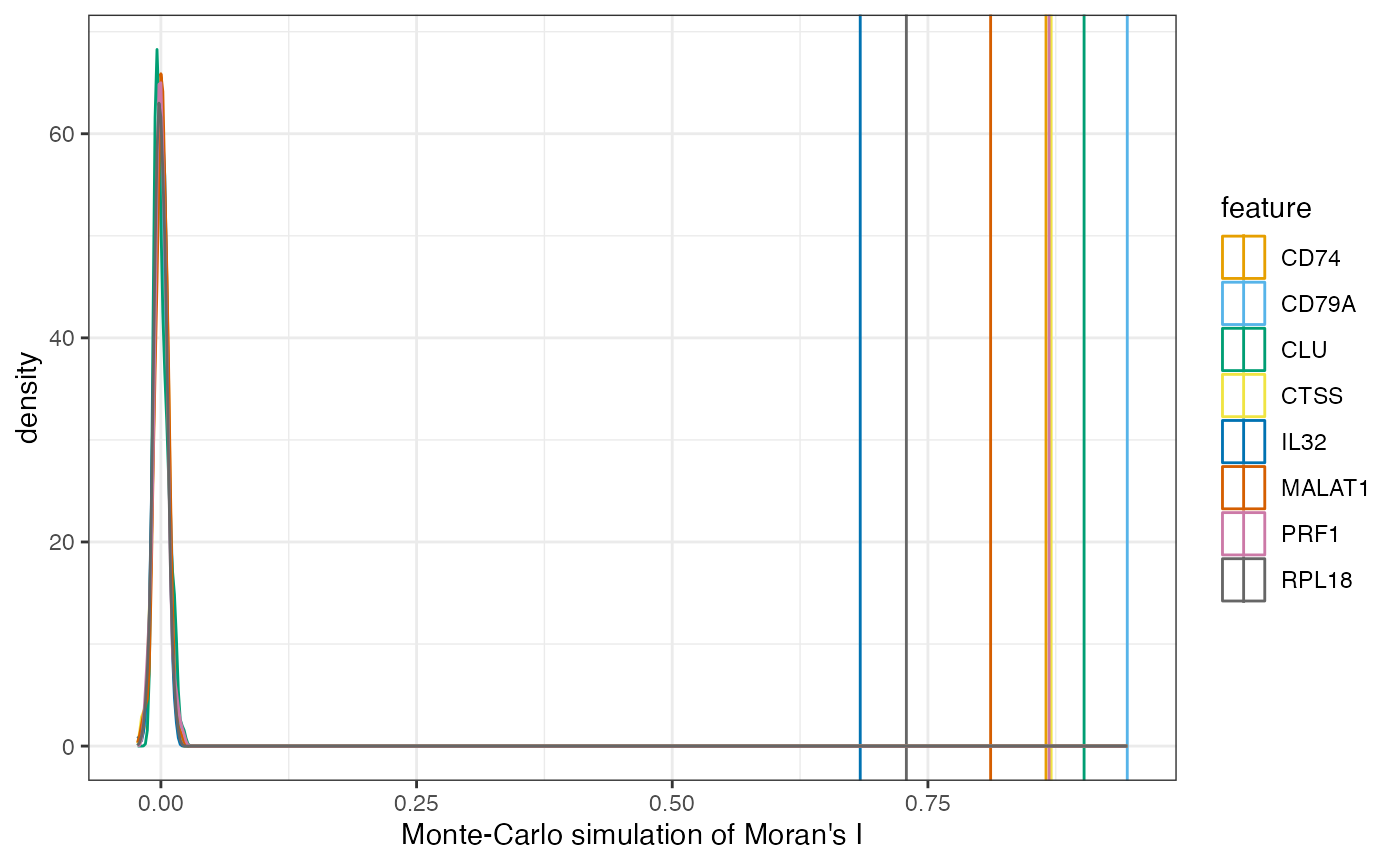 60
40
20
0
density
0.00 0.25 0.50 0.75
Monte-Carlo simulation of Moran's I
feature
CD74
CD79A
CLU
CTSS
IL32
MALAT1
PRF1
RPL18